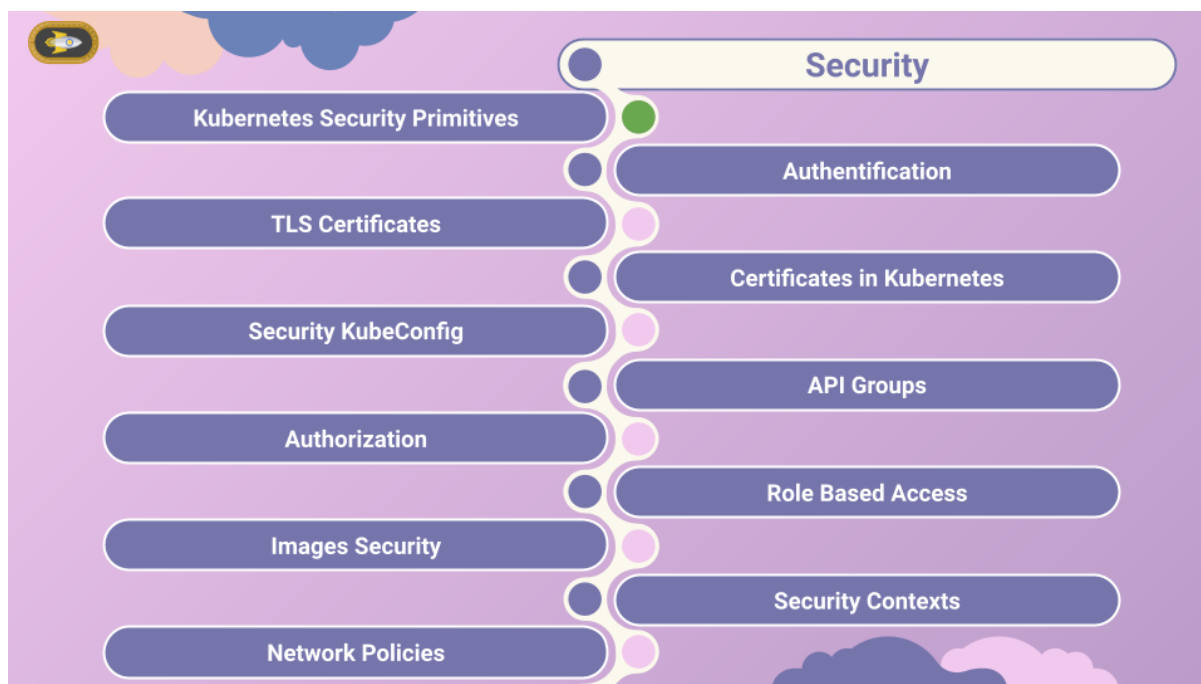 Security
Kubernetes Security Primitives
Authentification
TLS Certificates
Certificates in Kubernetes
Security KubeConfig
API Groups
Authorization
Role Based Access
Images Security
Security Contexts
Network Policies